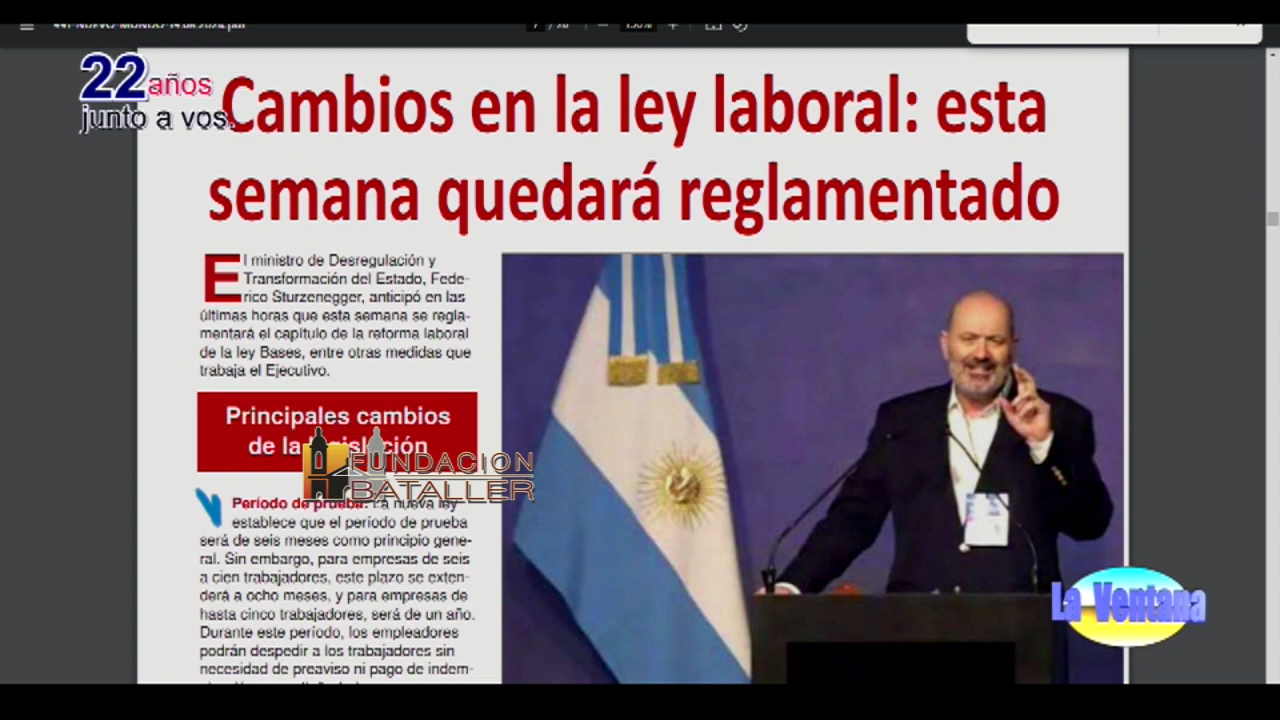 22 años
junto a vos.
Cambios en la ley laboral: esta
semana quedará reglamentado
El ministro de Desregulación y
Transformación del Estado, Fede-
rico Sturzenegger, anticipó en las
últimas horas que esta semana se regla-
mentará el capítulo de la reforma laboral
de la ley Bases, entre otras medidas que
trabaja el Ejecutivo.
Principales cambios
de la legislación
FUNDACION
BATALLER
Período de prueba: La nueva ley
establece que el período de prueba
será de seis meses como principio gene-
ral. Sin embargo, para empresas de seis
a cien trabajadores, este plazo se exten-
derá a ocho meses, y para empresas de
hasta cinco trabajadores, será de un año.
Durante este período, los empleadores
podrán despedir a los trabajadores sin
necesidad de preaviso ni pago de indem-
La Ventana